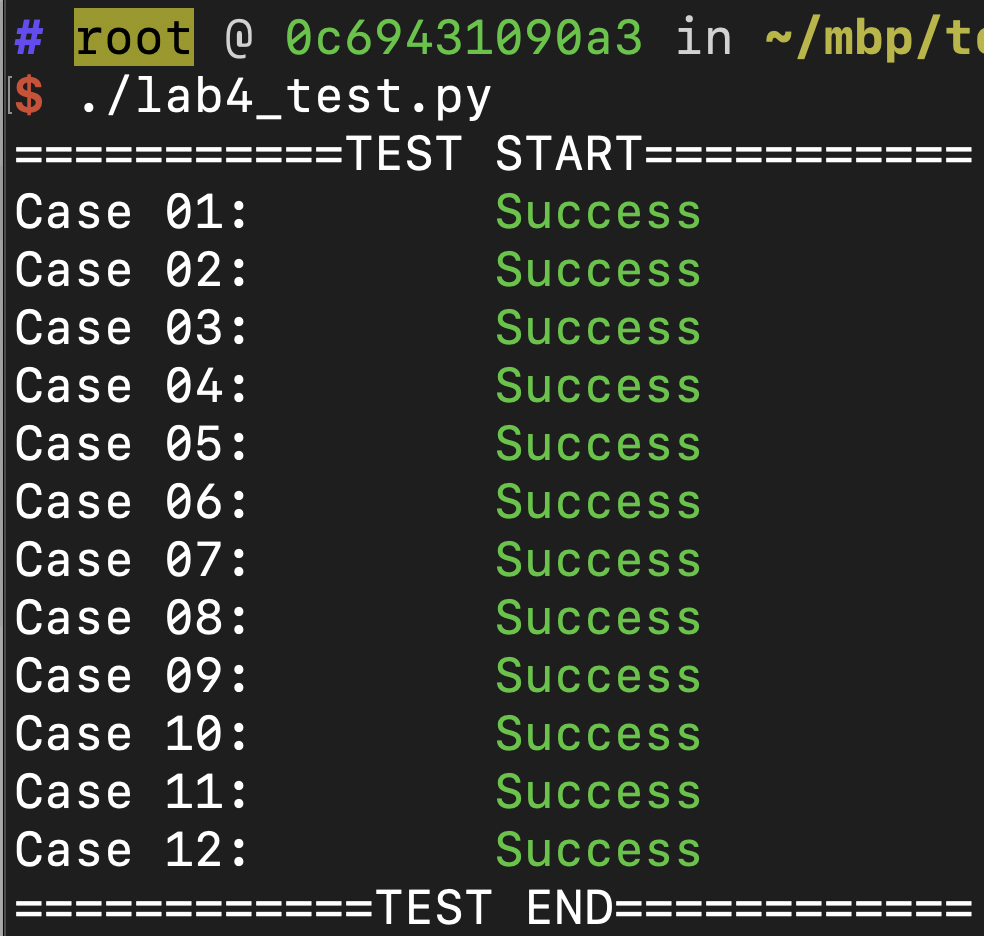 # root @ 0c69431090a3 in ~/mbp/t
$ ./lab4_test.py
===========TEST START===========
Case 01: Success
Case 02: Success
Case 03: Success
Case 04: Success
Case 05: Success
Case 06: Success
Case 07: Success
Case 08: Success
Case 09: Success
Case 10: Success
Case 11: Success
Case 12: Success
============TEST END============